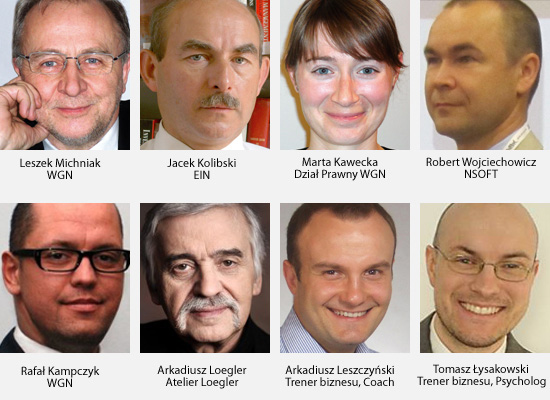 Leszek Michniak
WGN
Jacek Kolibski
EIN
Marta Kawecka
Dział Prawny WGN
Robert Wojciechowicz
NSOFT
Rafał Kampczyk
WGN
Arkadiusz Loegler
Atelier Loegler
Arkadiusz Leszczyński
Trener biznesu, Coach
Tomasz Łysakowski
Trener biznesu, Psycholog